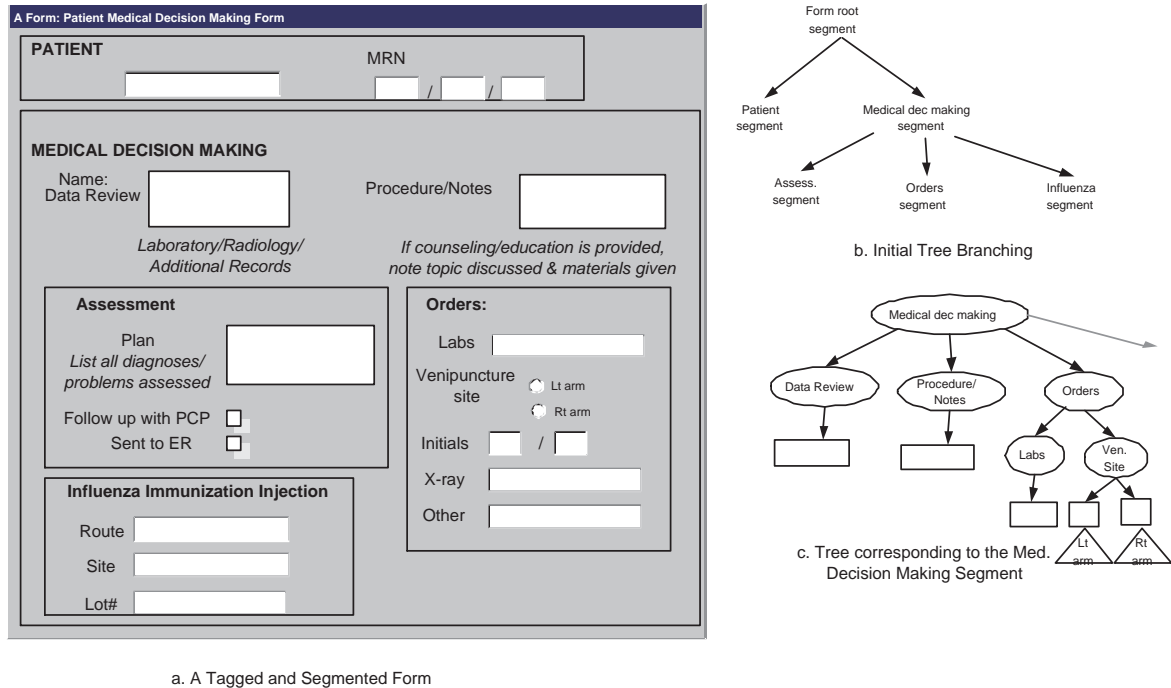 A Form: Patient Medical Decision Making Form
PATIENT
MRN
/ /
MEDICAL DECISION MAKING
Name:
Data Review
Procedure/Notes
Laboratory/Radiology/
Additional Records
If counseling/education is provided,
note topic discussed & materials given
Assessment
Plan
List all diagnoses/
problems assessed
Follow up with PCP
Sent to ER
Orders:
Labs
Venipuncture
site
Lt arm
Rt arm
Initials /
X-ray
Other
Influenza Immunization Injection
Route
Site
Lot#
a. A Tagged and Segmented Form
Form root
segment
Patient
segment
Medical dec making
segment
Assess.
segment
Orders
segment
Influenza
segment
b. Initial Tree Branching
Medical dec making
Data Review
Procedure/
Notes
Orders
Labs
Ven.
Site
Lt
arm
Rt
arm
c. Tree corresponding to the Med.
Decision Making Segment